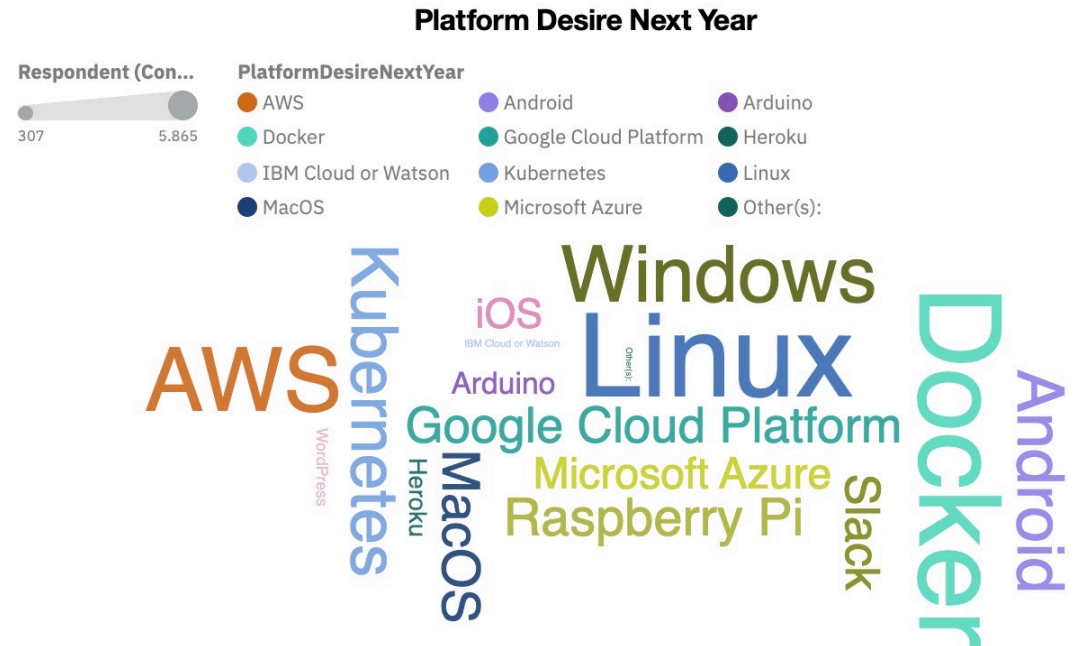 Platform Desire Next Year
Respondent (Con...
307 5.865
PlatformDesireNextYear
AWS Android Arduino
Docker Google Cloud Platform Heroku
IBM Cloud or Watson Kubernetes Linux
MacOS Microsoft Azure Other(s):
Kubernetes
Windows
iOS
IBM Cloud or Watson
Linux
Other(s):
Docker
AWS
Arduino
Android
Google Cloud Platform
WordPress
Heroku
MacOS
Microsoft Azure
Slack
Raspberry Pi